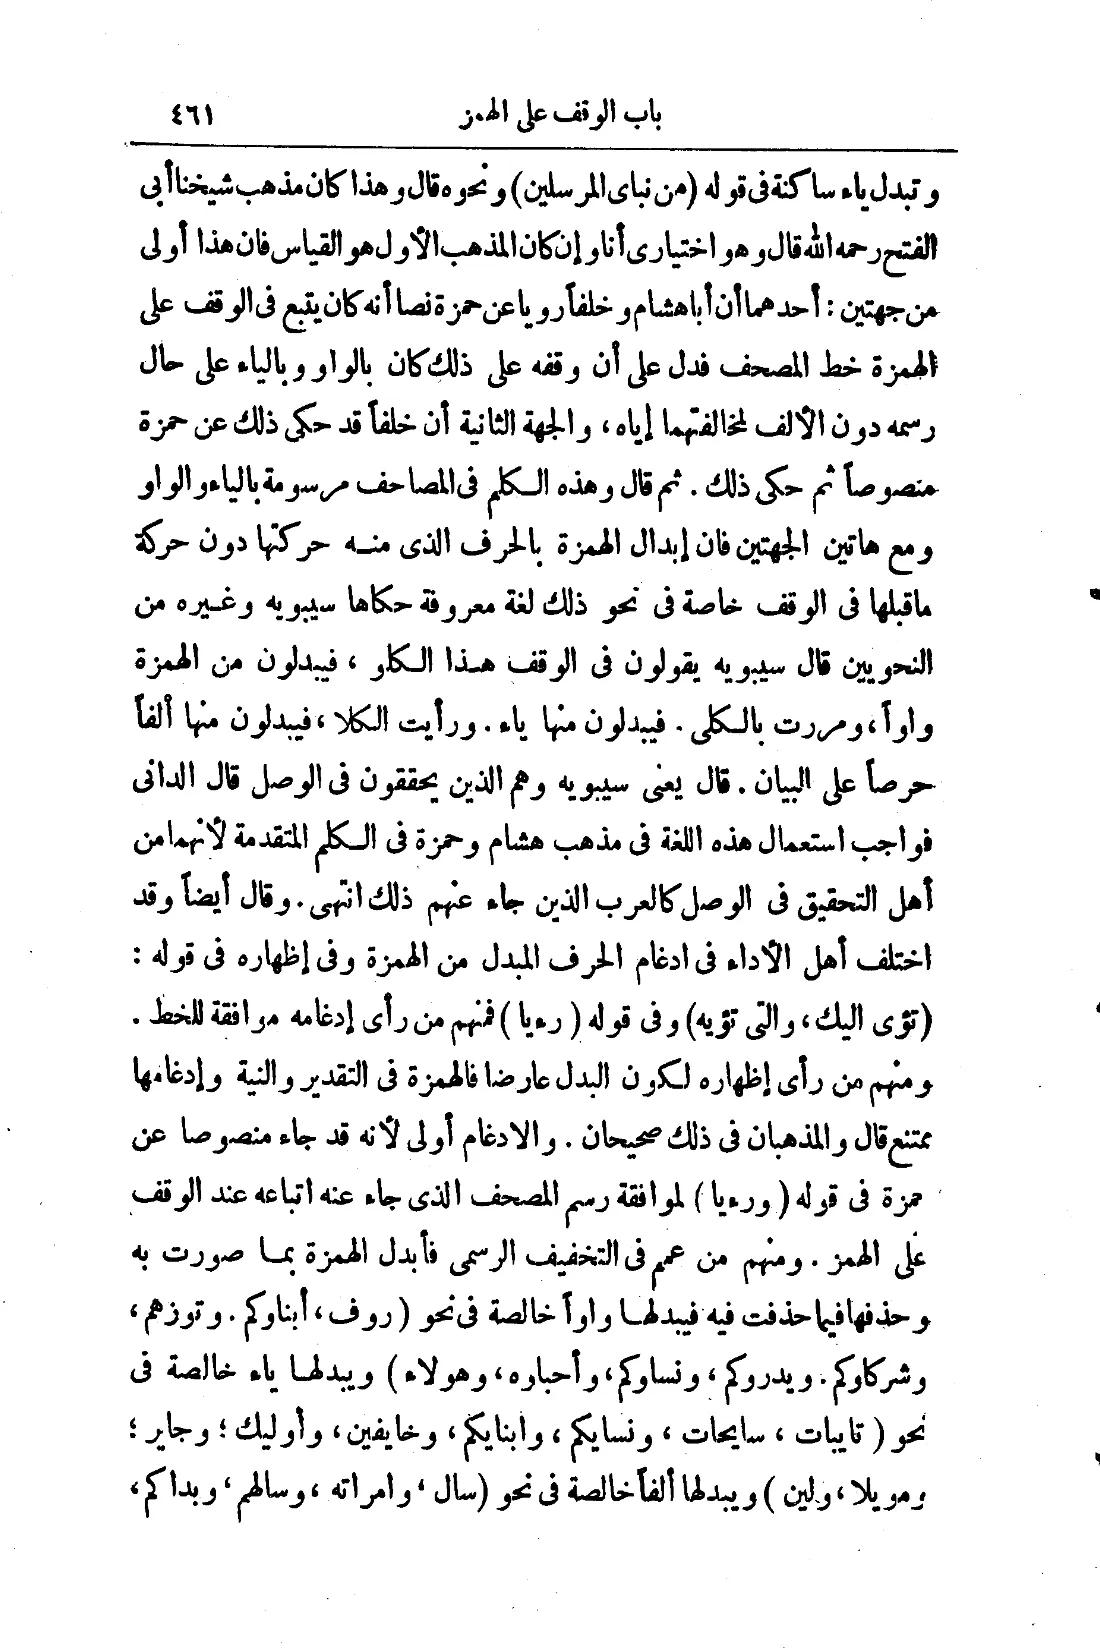 باب الوقف على الهمز ٤٦١
وتبدل ياء ساكنة فى قوله (من نباى المرسلين) ونحوه قال وهذا كان مذهب شيخنا أبى
الفتح رحمه الله قال وهو اختيارى أنا وإن كان المذهب الأول هو القياس فان هذا أولى
من جهتين : أحدهما أن أبا هشام وخلفاً رويا عن حمزة نصا أنه كان يتبع فى الوقف على
الهمزة خط المصحف فدل على أن وقفه على ذلك كان بالواو وبالياء على حال
رسمه دون الألف لمخالفتهما إياه، والجهة الثانية أن خلفاً قد حكى ذلك عن حمزة
منصوصاً ثم حكى ذلك . ثم قال وهذه الكلم فى المصاحف مرسومة بالياء والواو
ومع هاتين الجهتين فان إبدال الهمزة بالحرف الذى منه حركتها دون حركة
ماقبلها فى الوقف خاصة فى نحو ذلك لغة معروفة حكاها سيبويه وغيره من
النحويين قال سيبويه يقولون فى الوقف هذا الكلو ، فيبدلون من الهمزة
واواً، ومررت بالكلى . فيبدلون منها ياء . ورأيت الكلا ، فيبدلون منها ألفاً
حرصاً على البيان . قال يعنى سيبويه وهم الذين يحققون فى الوصل قال الدانى
فواجب استعمال هذه اللغة فى مذهب هشام وحمزة فى الكلم المتقدمة لأنهما من
أهل التحقيق فى الوصل كالعرب الذين جاء عنهم ذلك انتهى . وقال أيضاً وقد
اختلف أهل الأداء فى ادغام الحرف المبدل من الهمزة وفى إظهاره فى قوله :
(تؤى اليك، والتى تؤيه) وفى قوله ( رءيا ) فمنهم من رأى إدغامه موافقة للخط .
ومنهم من رأى إظهاره لكون البدل عارضا فالهمزة فى التقدير والنية وإدغامها
ممتنع قال والمذهبان فى ذلك صحيحان . والادغام أولى لأنه قد جاء منصوصا عن
حمزة فى قوله ( ورءيا ) لموافقة رسم المصحف الذى جاء عنه اتباعه عند الوقف
على الهمز . ومنهم من عمم فى التخفيف الرسمى فأبدل الهمزة بما صورت به
وحذفها فيما حذفت فيه فيبدلها واواً خالصة فى نحو ( روف، أبناوكم . وتوزهم،
وشركاوكم . ويدروكم، ونساوكم، وأحباوه، وهولاء ) ويبدلها ياء خالصة فى
نحو ( تايبات ، سايحات ، ونسايكم، وابنايكم، وخايفين، وأوليك ؛ وجاير ؛
ومويلا، ولين ) ويبدلها ألفاً خالصة فى نحو (سال ، وامراته ، وسالهم ، وبداكم،